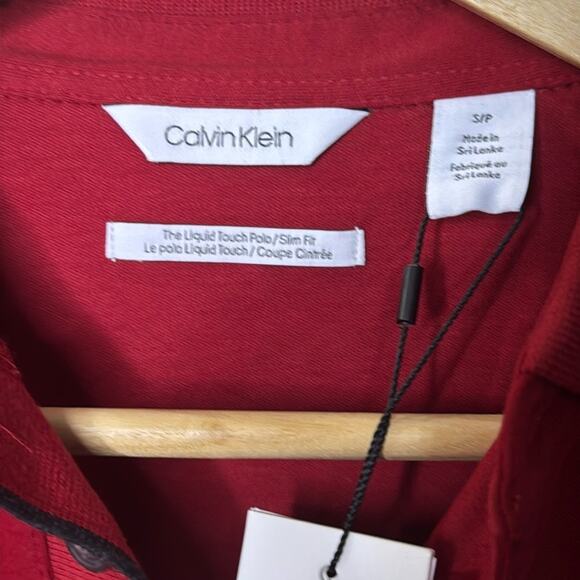 Calvin Klein
S/P
Made in
Sri Lanka
Fabriqué au
Sri Lanka
The Liquid Touch Polo/Slim Fit
Le polo Liquid Touch/Coupe Cintrée